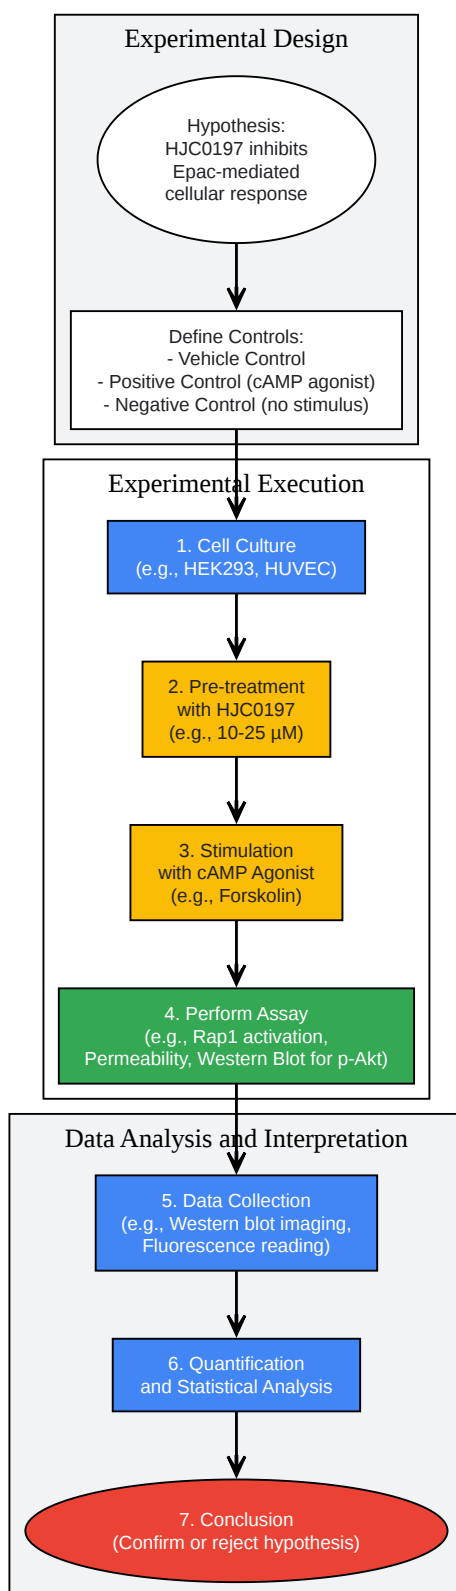 Experimental Design
Hypothesis:
HJC0197 inhibits
Epac-mediated
cellular response
Define Controls:
- Vehicle Control
- Positive Control (cAMP agonist)
- Negative Control (no stimulus)
Experimental Execution
1. Cell Culture
(e.g., HEK293, HUVEC)
2. Pre-treatment
with HJC0197
(e.g., 10-25 µM)
3. Stimulation
with cAMP Agonist
(e.g., Forskolin)
4. Perform Assay
(e.g., Rap1 activation,
Permeability, Western Blot for p-Akt)
Data Analysis and Interpretation
5. Data Collection
(e.g., Western blot imaging,
Fluorescence reading)
6. Quantification
and Statistical Analysis
7. Conclusion
(Confirm or reject hypothesis)